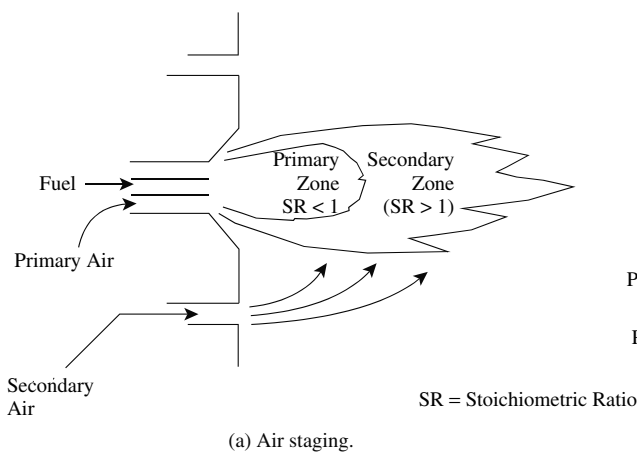 Primary
Zone
SR < 1
Secondary
Zone
(SR > 1)
Fuel
Primary Air
Secondary
Air
SR = Stoichiometric Ratio
(a) Air staging.